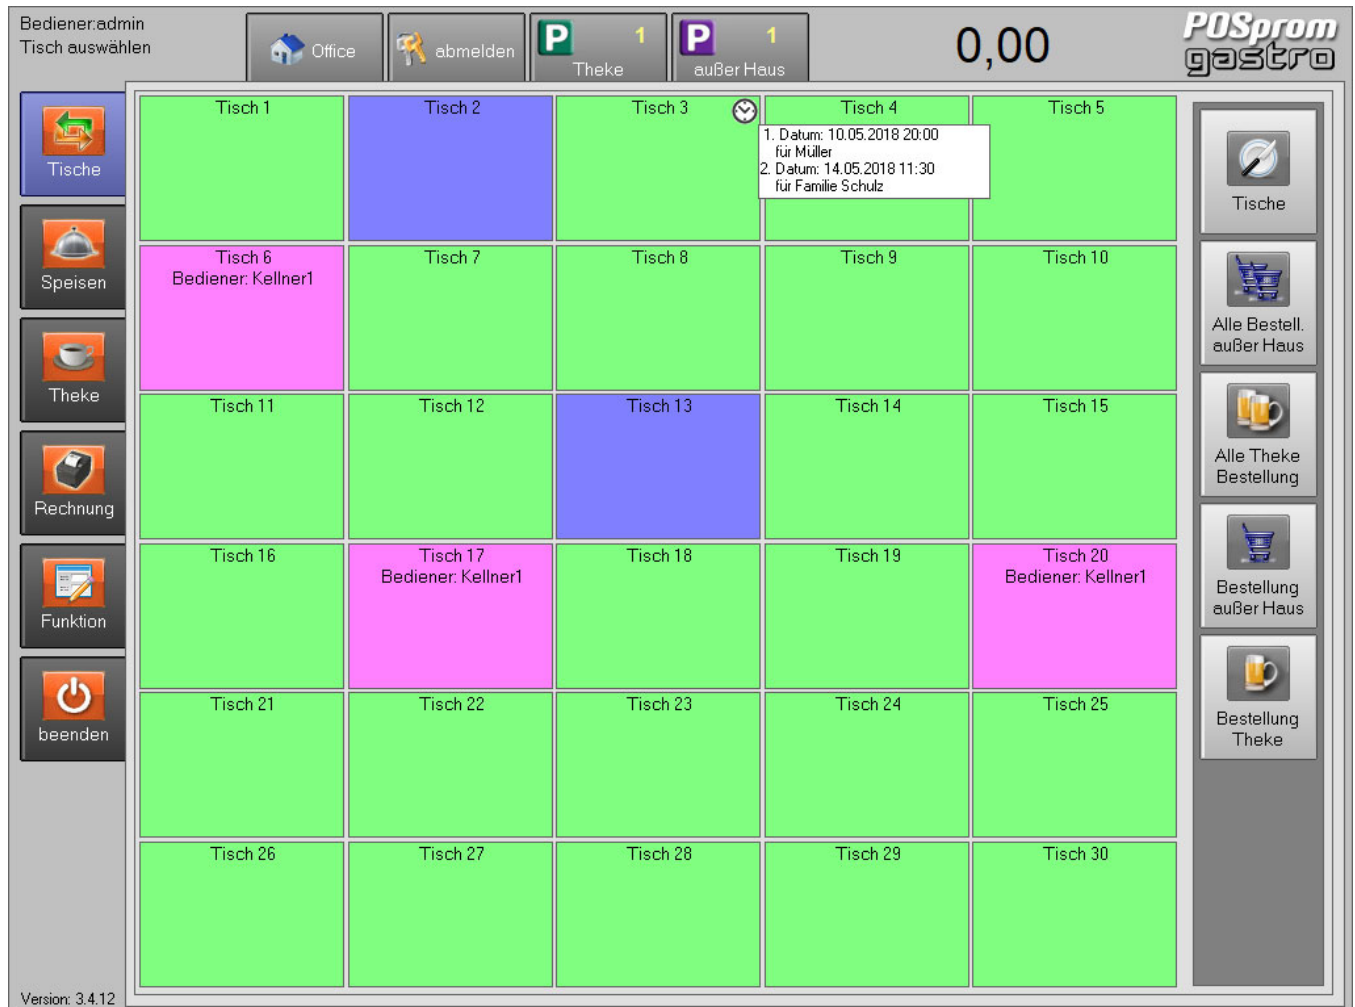 Bediener:admin
Tisch auswählen
Office
abmelden
P 1
Theke
P 1
außer Haus
0,00
POSprom
gastro
Tische
Speisen
Theke
Rechnung
Funktion
beenden
Version: 3.4.12
Tisch 1
Tisch 2
Tisch 3
Tisch 4
Tisch 5
1. Datum: 10.05.2018 20:00
für Müller
2. Datum: 14.05.2018 11:30
für Familie Schulz
Tisch 6
Bediener: Kellner1
Tisch 7
Tisch 8
Tisch 9
Tisch 10
Tisch 11
Tisch 12
Tisch 13
Tisch 14
Tisch 15
Tisch 16
Tisch 17
Bediener: Kellner1
Tisch 18
Tisch 19
Tisch 20
Bediener: Kellner1
Tisch 21
Tisch 22
Tisch 23
Tisch 24
Tisch 25
Tisch 26
Tisch 27
Tisch 28
Tisch 29
Tisch 30
Tische
Alle Bestell.
außer Haus
Alle Theke
Bestellung
Bestellung
außer Haus
Bestellung
Theke